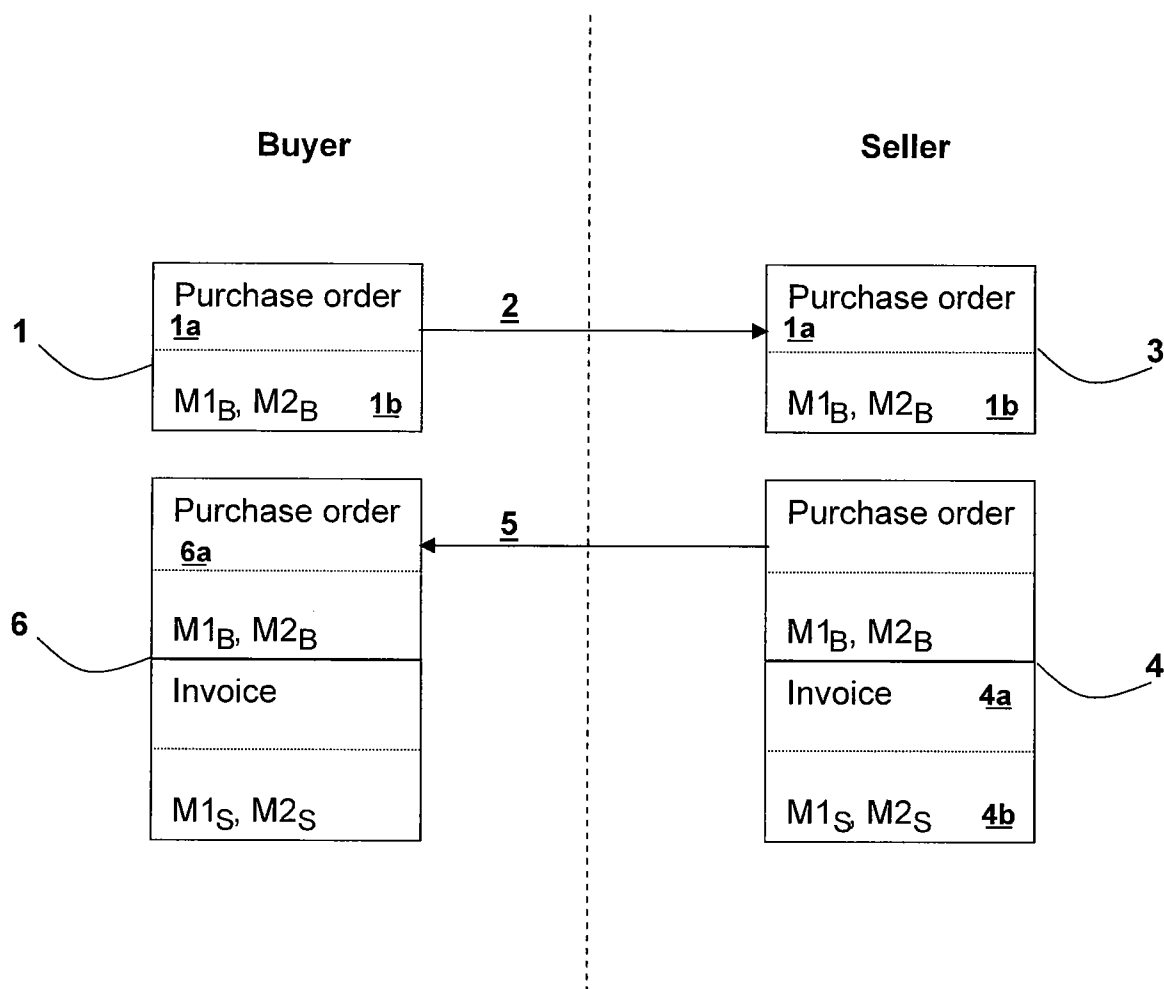 Buyer
Seller
Purchase order
1a
M1B, M2B 1b
1
2
Purchase order
1a
M1B, M2B 1b
3
Purchase order
6a
M1B, M2B
Invoice
M1S, M2S
6
5
Purchase order
M1B, M2B
Invoice 4a
M1S, M2S 4b
4